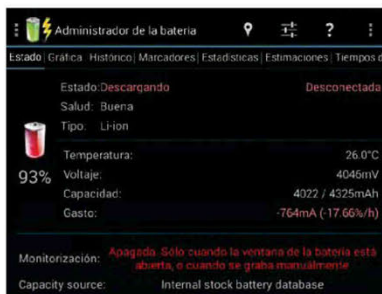 Administrador de la bateria
Estado Gráfica Histórico Marcadores Estadísticas Estimaciones Tiempos d
Estado: Descargando Desconectada
Salud: Buena
Tipo: Li-ion
93%
Temperatura: 26.0°C
Voltaje: 4046mV
Capacidad: 4022 / 4325mAh
Gasto: -764mA (-17.66%/h)
Monitorización: Apagada. Sólo cuando la ventana de la batería está
abierta, o cuando se graba manualmente
Capacity source: Internal stock battery database